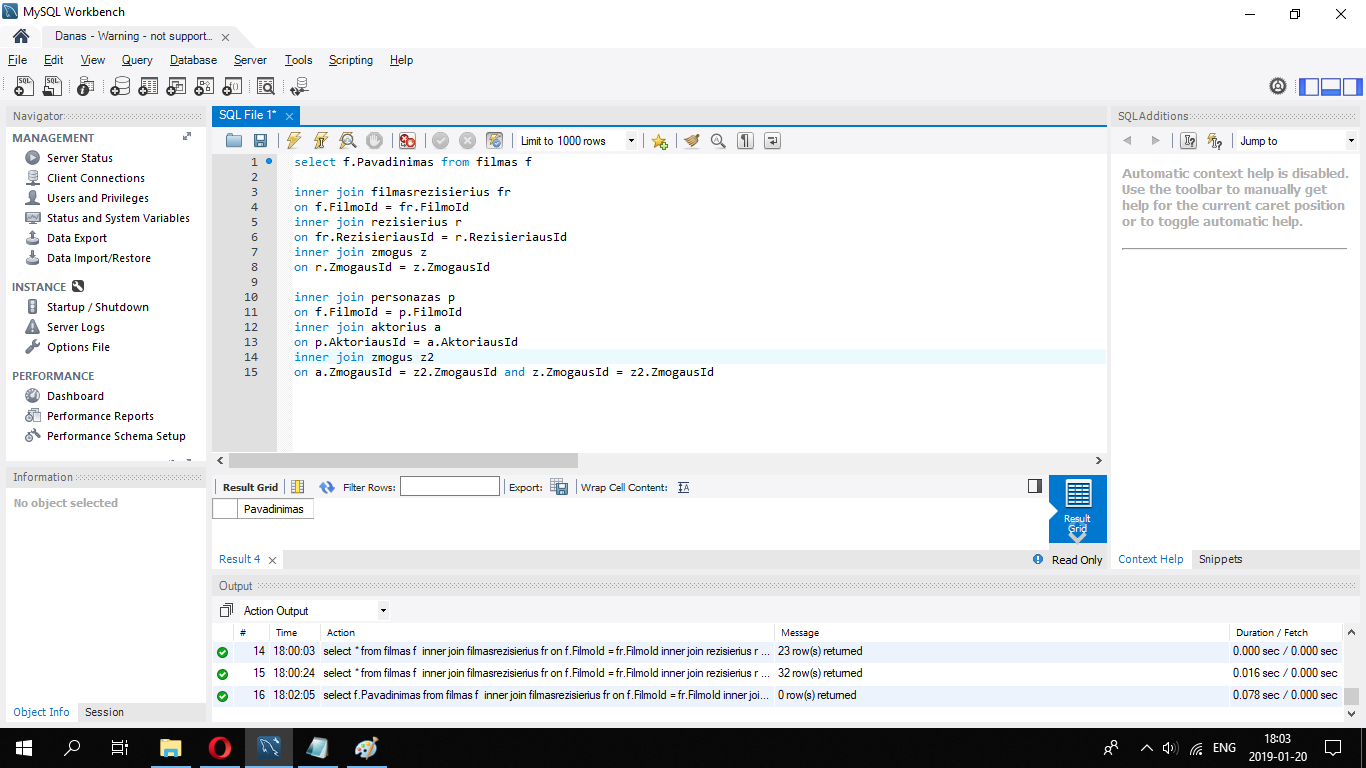 MySQL Workbench
Danas - Warning - not support...
File Edit View Query Database Server Tools Scripting Help
Navigator
MANAGEMENT
Server Status
Client Connections
Users and Privileges
Status and System Variables
Data Export
Data Import/Restore
INSTANCE
Startup / Shutdown
Server Logs
Options File
PERFORMANCE
Dashboard
Performance Reports
Performance Schema Setup
Information
No object selected
Object Info Session
SQL File 1*
Limit to 1000 rows
1 select f.Pavadinimas from filmas f
2
3 inner join filmasrezisierius fr
4 on f.FilmoId = fr.FilmoId
5 inner join rezisierius r
6 on fr.RezisieriausId = r.RezisieriausId
7 inner join zmogus z
8 on r.ZmogausId = z.ZmogausId
9
10 inner join personazas p
11 on f.FilmoId = p.FilmoId
12 inner join aktorius a
13 on p.AktoriausId = a.AktoriausId
14 inner join zmogus z2
15 on a.ZmogausId = z2.ZmogausId and z.ZmogausId = z2.ZmogausId
Result Grid Filter Rows: Export: Wrap Cell Content:
Pavadinimas
Result
Grid
Result 4
Read Only
SQLAdditions
Jump to
Automatic context help is disabled.
Use the toolbar to manually get
help for the current caret position
or to toggle automatic help.
Context Help Snippets
Output
Action Output
# Time Action Message Duration / Fetch
14 18:00:03 select * from filmas f inner join filmasrezisierius fr on f.FilmoId = fr.FilmoId inner join rezisierius r ... 23 row(s) returned 0.000 sec / 0.000 sec
15 18:00:24 select * from filmas f inner join filmasrezisierius fr on f.FilmoId = fr.FilmoId inner join rezisierius r ... 32 row(s) returned 0.016 sec / 0.000 sec
16 18:02:05 select f.Pavadinimas from filmas f inner join filmasrezisierius fr on f.FilmoId = fr.FilmoId inner joi... 0 row(s) returned 0.078 sec / 0.000 sec
ENG
18:03
2019-01-20